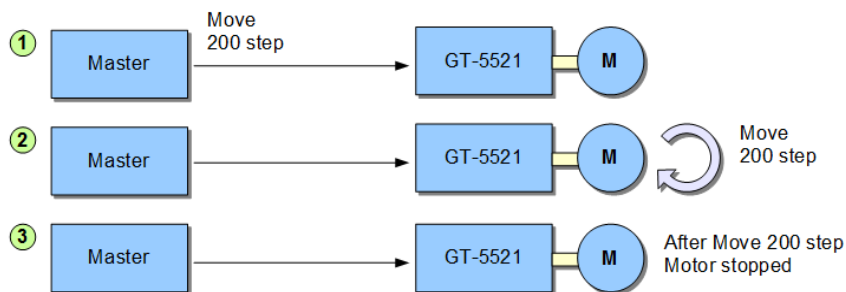 Move
200 step
1
Master
GT-5521
M
2
Master
GT-5521
M
Move
200 step
3
Master
GT-5521
M
After Move 200 step
Motor stopped